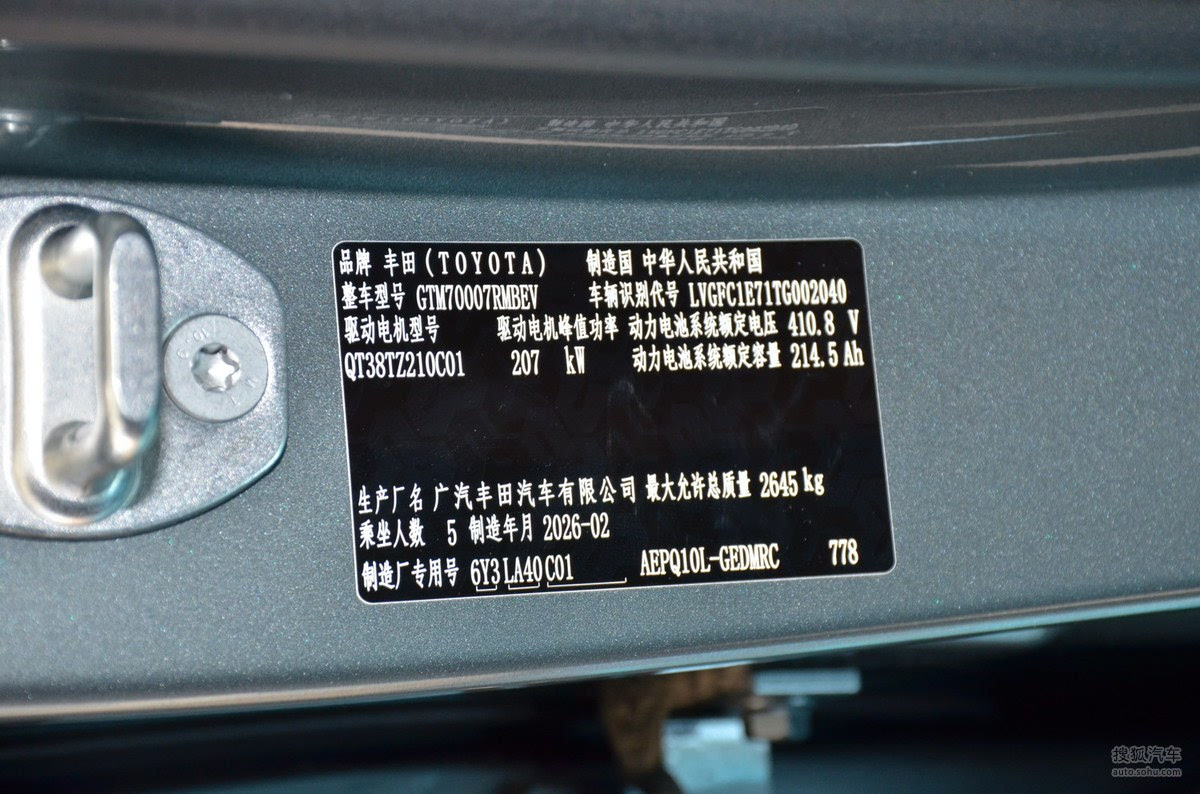 品牌 丰田(TOYOTA) 制造国 中华人民共和国
整车型号 GTM70007RMBEV 车辆识别代号 LVGFC1E71TG002040
驱动电机型号 驱动电机峰值功率 动力电池系统额定电压 410.8 V
QT38TZ210C01 207 kW 动力电池系统额定容量 214.5 Ah
生产厂名 广汽丰田汽车有限公司 最大允许总质量 2645 kg
乘坐人数 5 制造年月 2026-02
制造厂专用号 6Y3 LA40 C01 AEPQ10L-GEDMRC 778
搜狐汽车
auto.sohu.com